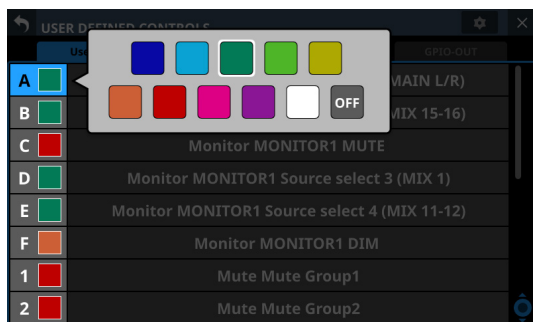 USER DEFINED CONTROLS
Use
GPIO-OUT
A
MAIN L/R)
B
(MIX 15-16)
C Monitor MONITOR1 MUTE
D Monitor MONITOR1 Source select 3 (MIX 1)
E Monitor MONITOR1 Source select 4 (MIX 11-12)
F Monitor MONITOR1 DIM
1 Mute Mute Group1
2 Mute Mute Group2
OFF